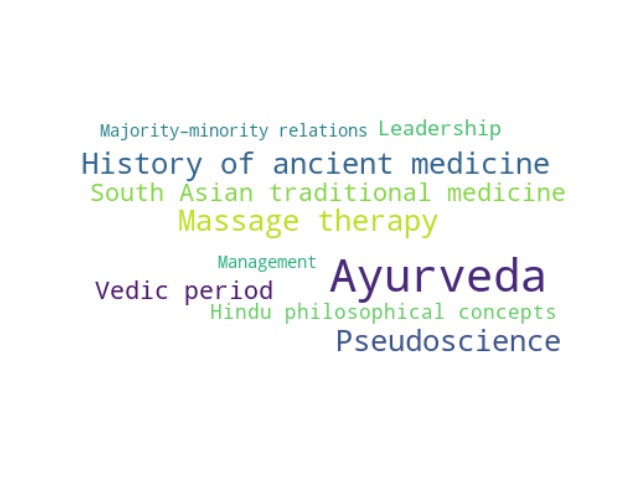 Majority–minority relations Leadership
History of ancient medicine
South Asian traditional medicine
Massage therapy
Management
Ayurveda
Vedic period
Hindu philosophical concepts
Pseudoscience